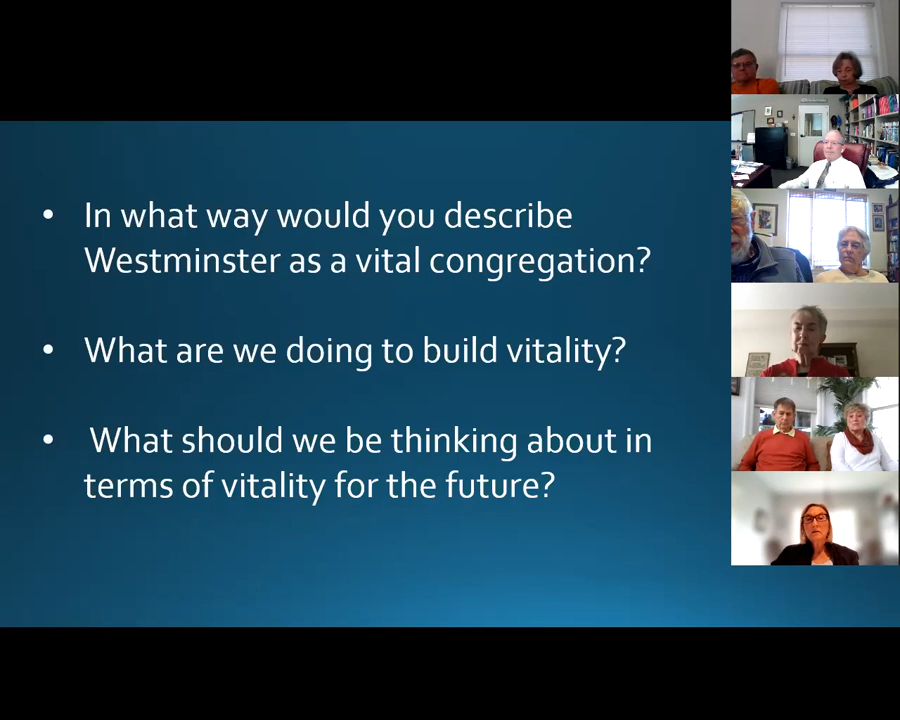 • In what way would you describe
Westminster as a vital congregation?
• What are we doing to build vitality?
• What should we be thinking about in
terms of vitality for the future?